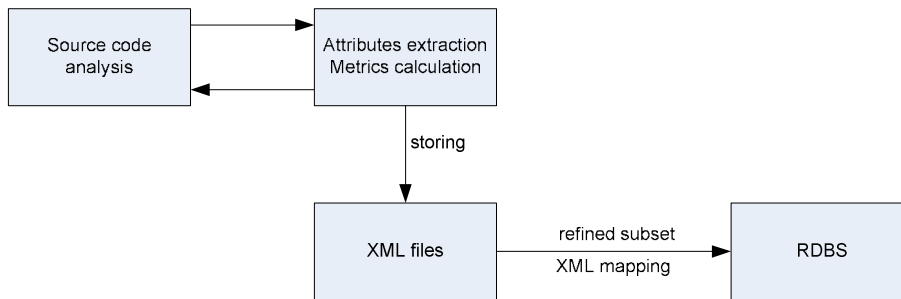 Source code
analysis
Attributes extraction
Metrics calculation
storing
XML files
refined subset
XML mapping
RDBS